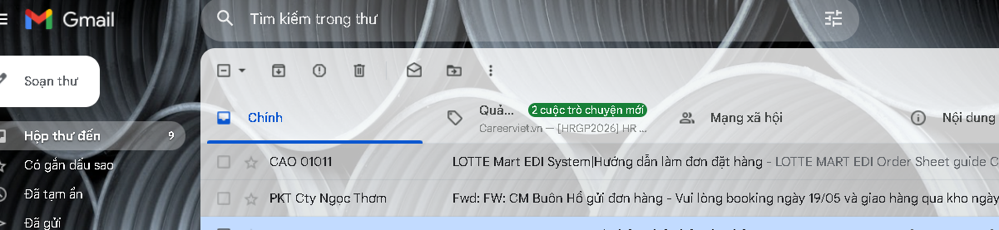 Gmail
Tìm kiếm trong thư
Soạn thư
Chính
Quả... 2 cuộc trò chuyện mới
Careerviet.vn — [HRGP2026] HR ...
Mạng xã hội
Nội dung
Hộp thư đến 9
Có gắn dấu sao
Đã tạm ẩn
Đã gửi
CAO 01011 LOTTE Mart EDI System|Hướng dẫn làm đơn đặt hàng - LOTTE MART EDI Order Sheet guide C
PKT Cty Ngọc Thơm Fwd: FW: CM Buôn Hồ gửi đơn hàng - Vui lòng booking ngày 19/05 và giao hàng qua kho ngày